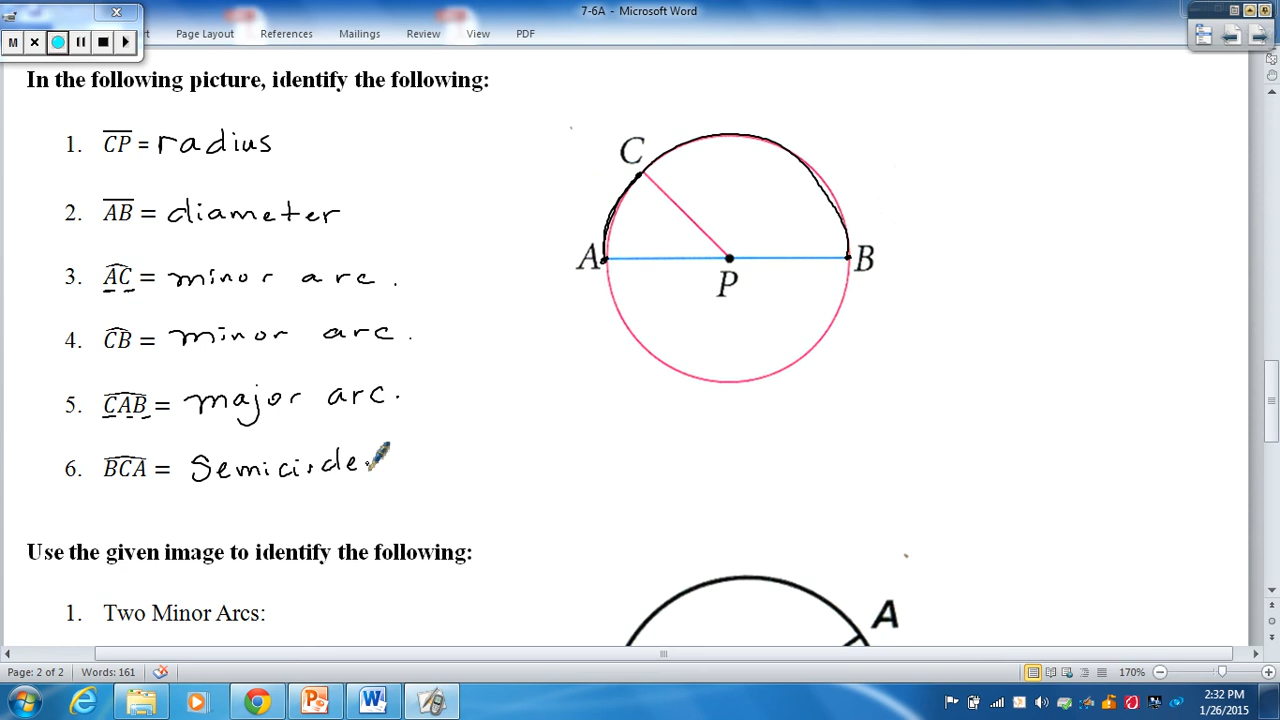 7-6A - Microsoft Word
M
Page Layout References Mailings Review View PDF
In the following picture, identify the following:
1. CP = radius
2. AB = diameter
3. AC = minor arc.
4. CB = minor arc.
5. CAB = major arc.
6. BCA = Semicircle.
C
A
P
B
Use the given image to identify the following:
1. Two Minor Arcs:
A
Page: 2 of 2 Words: 161 170%
2:32 PM
1/26/2015